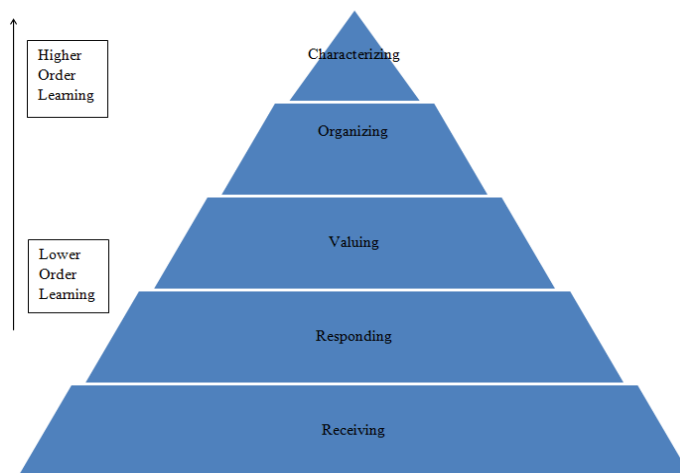 Characterizing
Higher
Order
Learning
Organizing
Valuing
Lower
Order
Learning
Responding
Receiving